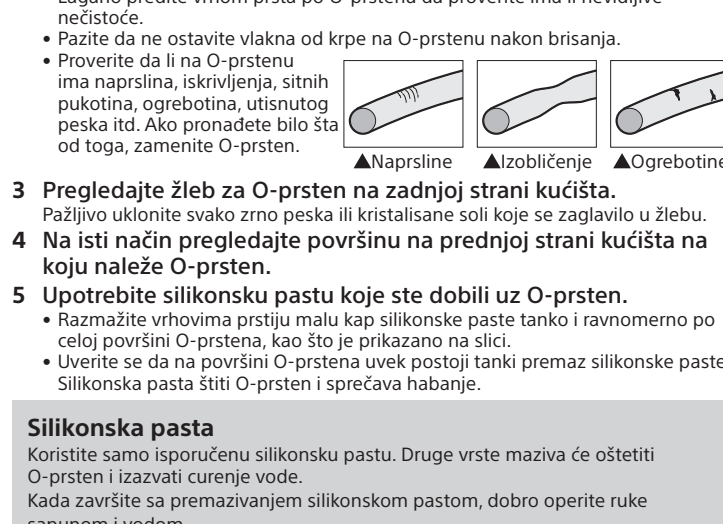 Lagano pređite vrhom prsta po O-prstenu da proverite ima li nevidljive
nečistoće.
• Pazite da ne ostavite vlakna od krpe na O-prstenu nakon brisanja.
• Proverite da li na O-prstenu
ima naprslina, iskrivljenja, sitnih
pukotina, ogrebotina, utisnutog
peska itd. Ako pronađete bilo šta
od toga, zamenite O-prsten.
▲Naprsline ▲Izobličenje ▲Ogrebotine
3 Pregledajte žleb za O-prsten na zadnjoj strani kućišta.
Pažljivo uklonite svako zrno peska ili kristalisane soli koje se zaglavilo u žlebu.
4 Na isti način pregledajte površinu na prednjoj strani kućišta na
koju naleže O-prsten.
5 Upotrebite silikonsku pastu koje ste dobili uz O-prsten.
• Razmažite vrhovima prstiju malu kap silikonske paste tanko i ravnomerno po
celoj površini O-prstena, kao što je prikazano na slici.
• Uverite se da na površini O-prstena uvek postoji tanki premaz silikonske paste
Silikonska pasta štiti O-prsten i sprečava habanje.
Silikonska pasta
Koristite samo isporučenu silikonsku pastu. Druge vrste maziva će oštetiti
O-prsten i izazvati curenje vode.
Kada završite sa premazivanjem silikonskom pastom, dobro operite ruke
sapunom i vodom.